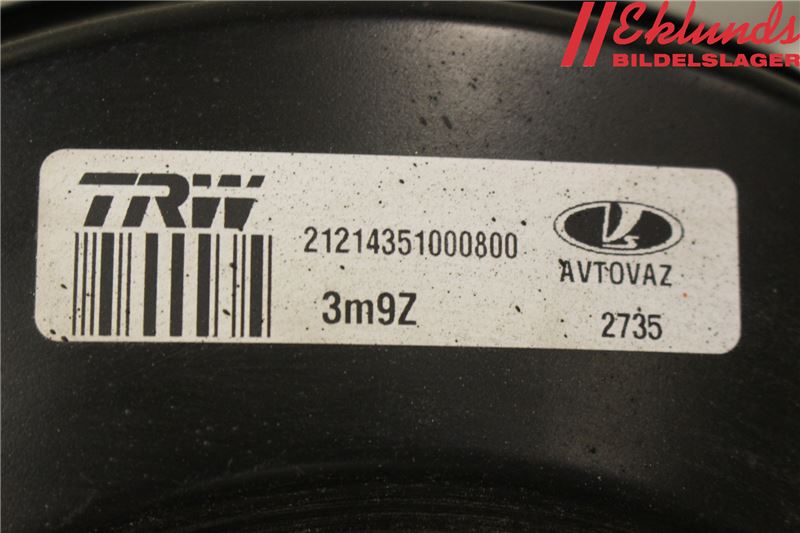 Eklunds
BILDELSLAGER
TRW
21214351000800
AVTOVAZ
3m9Z
2735